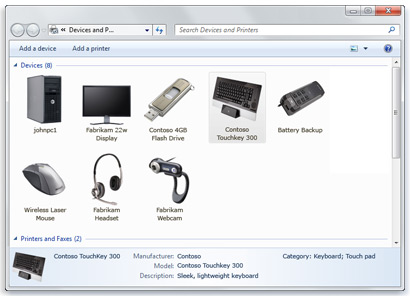 Devices and P...
Search Devices and Printers
Add a device
Add a printer
Devices (8)
johnpc1
Fabrikam 22w
Display
Contoso 4GB
Flash Drive
Contoso
Touchkey 300
Battery Backup
Wireless Laser
Mouse
Fabrikam
Headset
Fabrikam
Webcam
Printers and Faxes (2)
Contoso TouchKey 300
Manufacturer: Contoso
Model: Contoso Touchkey 300
Description: Sleek, lightweight keyboard
Category: Keyboard; Touch pad